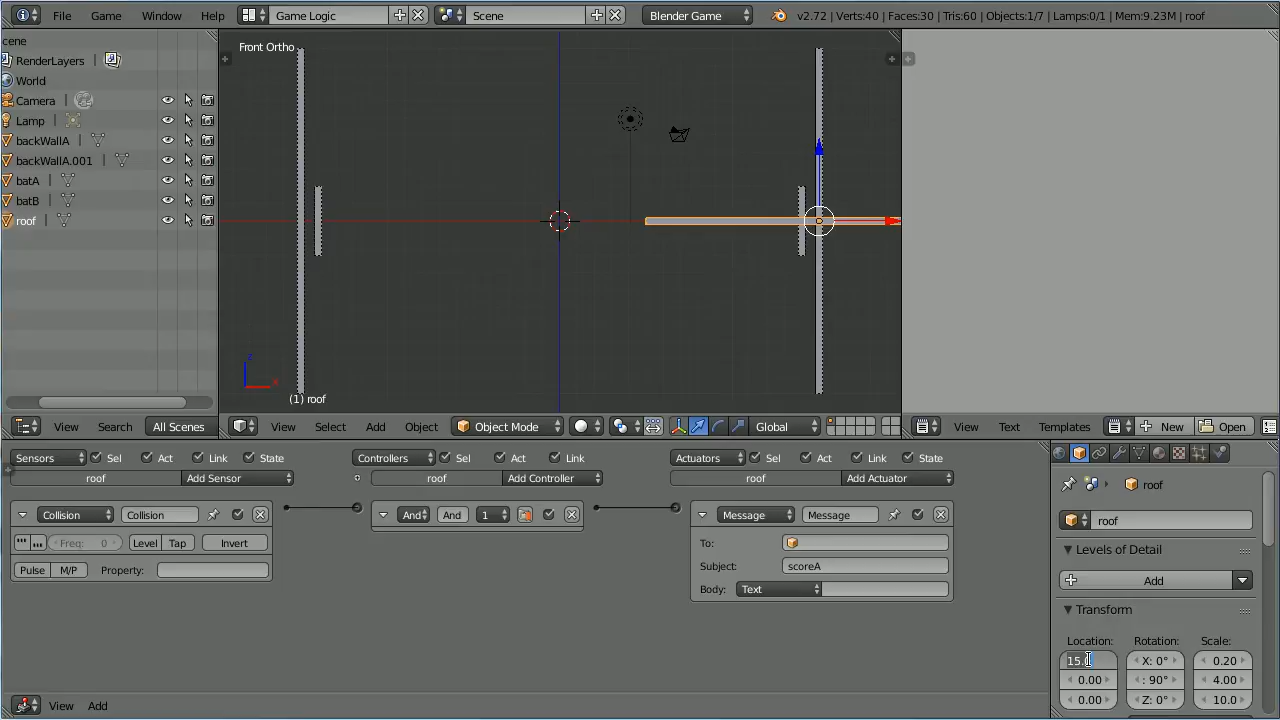 File Game Window Help Game Logic Scene Blender Game v2.72 | Verts:40 | Faces:30 | Tris:60 | Objects:1/7 | Lamps:0/1 | Mem:9.23M | roof
cene
RenderLayers
World
Camera
Lamp
backWallA
backWallA.001
batA
batB
roof
Front Ortho
z
x
(1) roof
View Search All Scenes
View Select Add Object Object Mode Global
View Text Templates New Open
Sensors Sel Act Link State
roof Add Sensor
Collision Collision
Freq: 0 Level Tap Invert
Pulse M/P Property:
Controllers Sel Act Link
roof Add Controller
And And 1
Actuators Sel Act Link State
roof Add Actuator
Message Message
To:
Subject: scoreA
Body: Text
View Add
roof
roof
Levels of Detail
Add
Transform
Location: Rotation: Scale:
15. X: 0° 0.20
0.00 : 90° 4.00
0.00 Z: 0° 10.0